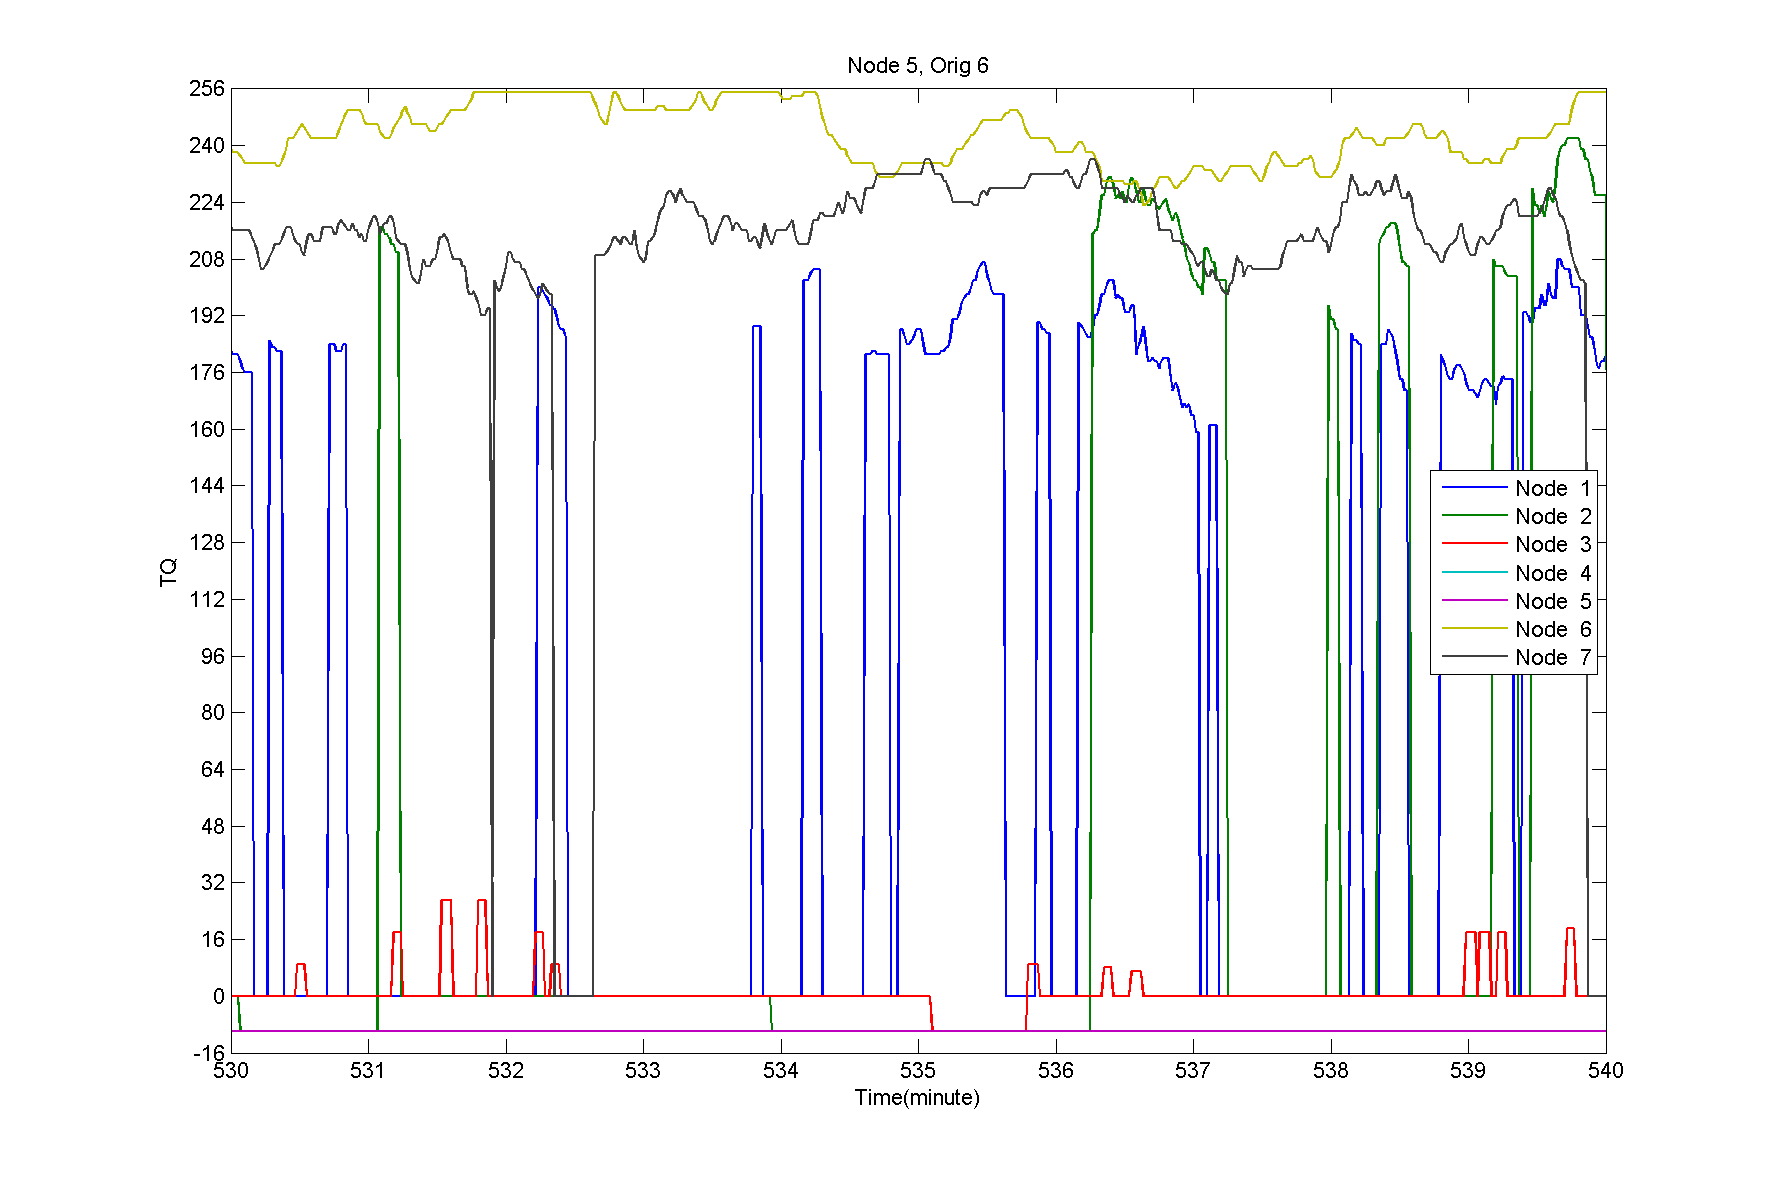 Node 5, Orig 6
256
240
224
208
192
176
160
144
128
112
96
80
64
48
32
16
0
-16
TQ
530 531 532 533 534 535 536 537 538 539 540
Time(minute)
Node 1
Node 2
Node 3
Node 4
Node 5
Node 6
Node 7